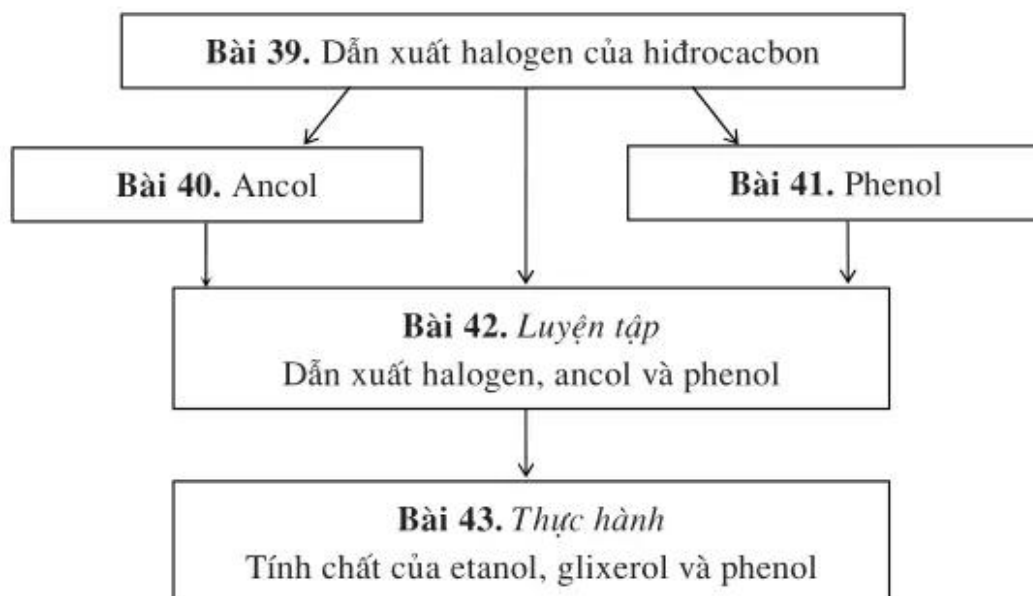 Bài 39. Dẫn xuất halogen của hiđrocacbon
Bài 40. Ancol
Bài 41. Phenol
Bài 42. Luyện tập
Dẫn xuất halogen, ancol và phenol
Bài 43. Thực hành
Tính chất của etanol, glixerol và phenol